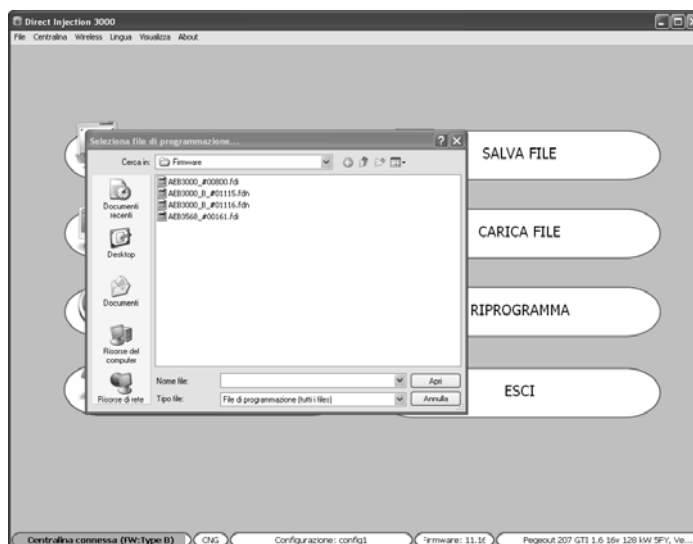 Direct Injection 3000
File Centralina Wireless Lingua Visualizza About
Seleziona file di programmazione...
Cerca in: Firmware
AEB3000_#00800.fdi
AEB3000_B_#01115.fdn
AEB3000_B_#01116.fdn
AEB3568_#00161.fdi
Documenti recenti
Desktop
Documenti
Risorse del computer
Risorse di rete
Nome file:
Apri
Tipo file:
File di programmazione (tutti i files)
Annulla
SALVA FILE
CARICA FILE
RIPROGRAMMA
ESCI
Centralina connessa (FW:Type B)
CNG
Configurazione: config1
Firmware: 11.16
Pegeout 207 GTI 1.6 16v 128 kW 5FY, Ve...